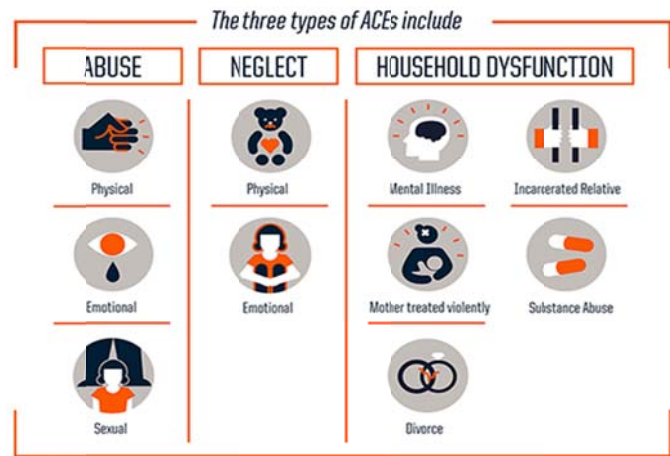 The three types of ACEs include
ABUSE
NEGLECT
HOUSEHOLD DYSFUNCTION
Physical
Physical
Mental Illness
Incarcerated Relative
Emotional
Emotional
Mother treated violently
Substance Abuse
Sexual
Divorce